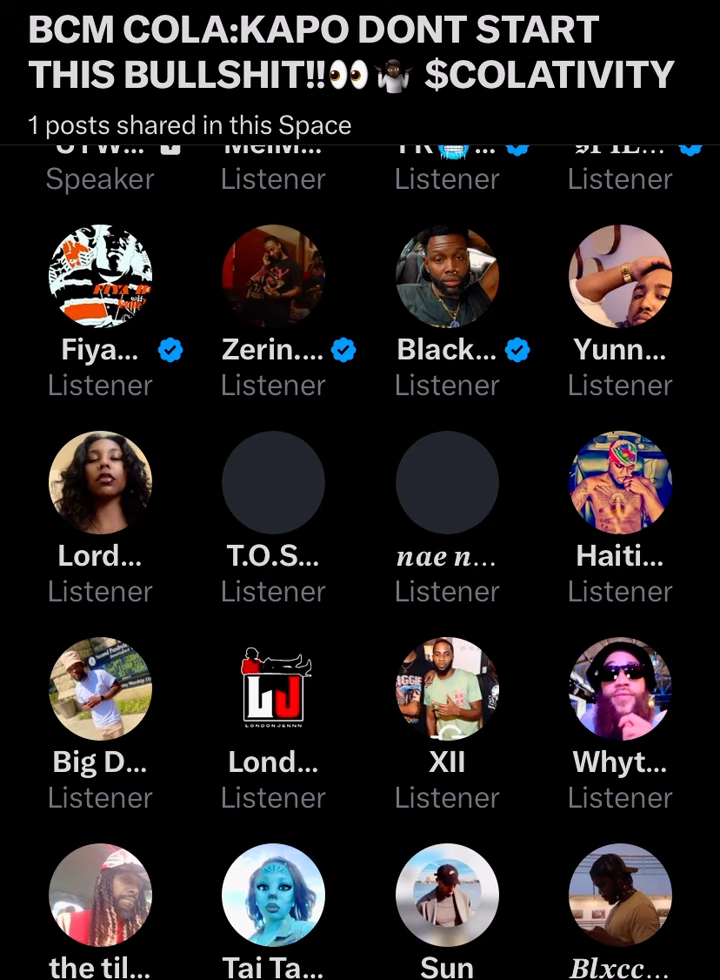 BCM COLA:KAPO DONT START
THIS BULLSHIT!!👀🤷🏿‍♂️ $COLATIVITY
1 posts shared in this Space
Speaker Listener Listener Listener
Fiya... Zerin.... Black... Yunn...
Listener Listener Listener Listener
Lord... T.O.S... nae n... Haiti...
Listener Listener Listener Listener
LJ
LONDONJENNN
Big D... Lond... XII Whyt...
Listener Listener Listener Listener
the til... Tai Ta... Sun Blxcc...